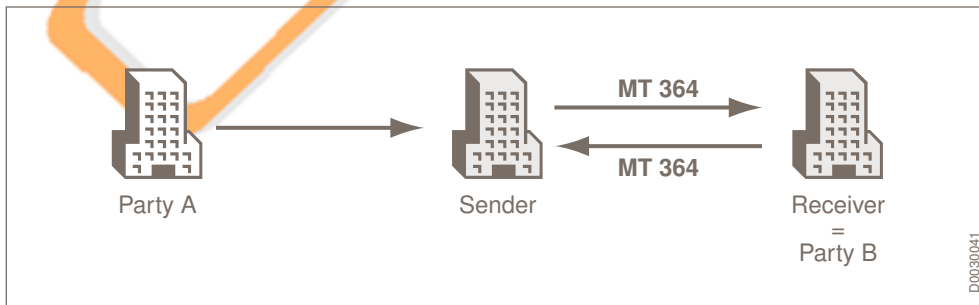 MT 364
MT 364
Party A
Sender
Receiver
=
Party B
D0030041